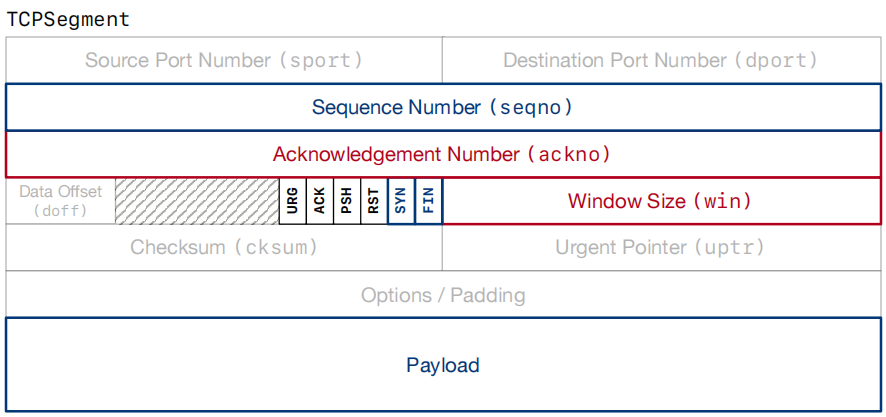 TCPSegment
Source Port Number (sport) Destination Port Number (dport)
Sequence Number (seqno)
Acknowledgement Number (ackno)
Data Offset
(doff)
URG ACK PSH RST SYN FIN
Window Size (win)
Checksum (cksum) Urgent Pointer (uptr)
Options / Padding
Payload